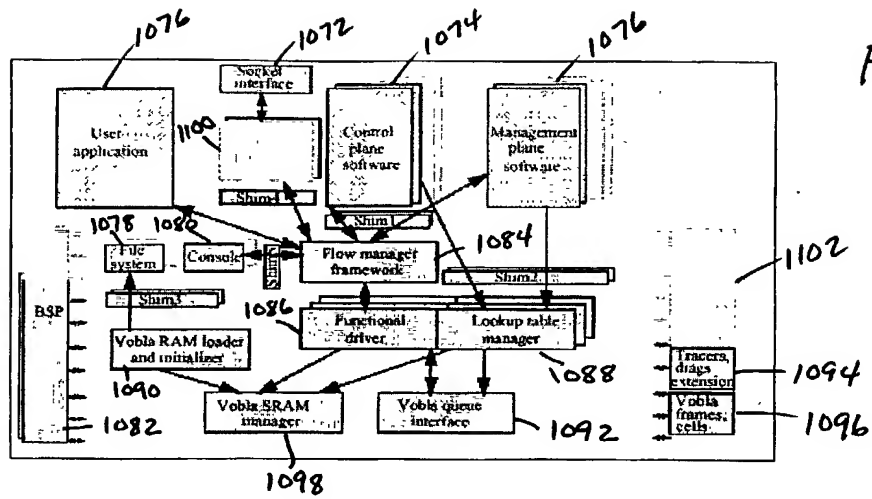 1076
1072
1074
1076
Socket
interface
1100
User
application
Control
plane
software
Management
plane
software
Shim4
Shim1
1078
1080
1084
File
system
Console
Flow manager
framework
Shim2
1102
Shim3
BSP
1086
Functional
driver
Lookup table
manager
Vobla RAM loader
and initializer
1088
Tracers,
diags
extension
1094
1090
Vobla SRAM
manager
Vobla queue
interface
Vobla
frames,
cells
1096
1082
1092
1098